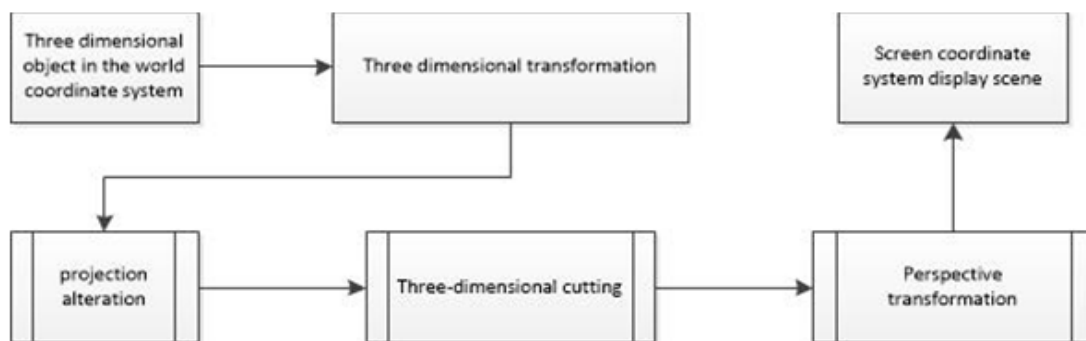 Three dimensional
object in the world
coordinate system
Three dimensional transformation
Screen coordinate
system display scene
projection
alteration
Three-dimensional cutting
Perspective
transformation